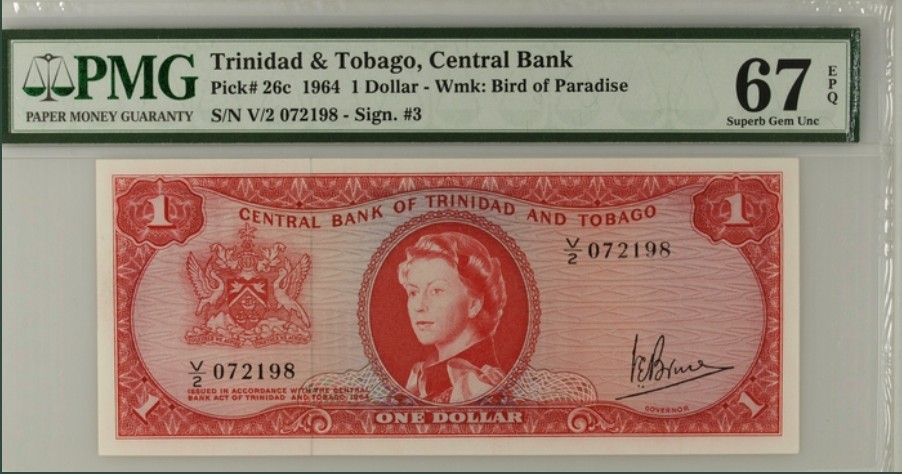 PMG
PAPER MONEY GUARANTY
Trinidad & Tobago, Central Bank
Pick# 26c 1964 1 Dollar - Wmk: Bird of Paradise
S/N V/2 072198 - Sign. #3
67 EPQ
Superb Gem Unc
1 1
CENTRAL BANK OF TRINIDAD AND TOBAGO
V/2 072198
V/2 072198
ISSUED IN ACCORDANCE WITH THE CENTRAL
BANK ACT OF TRINIDAD AND TOBAGO, 1964
GOVERNOR
1 ONE DOLLAR 1